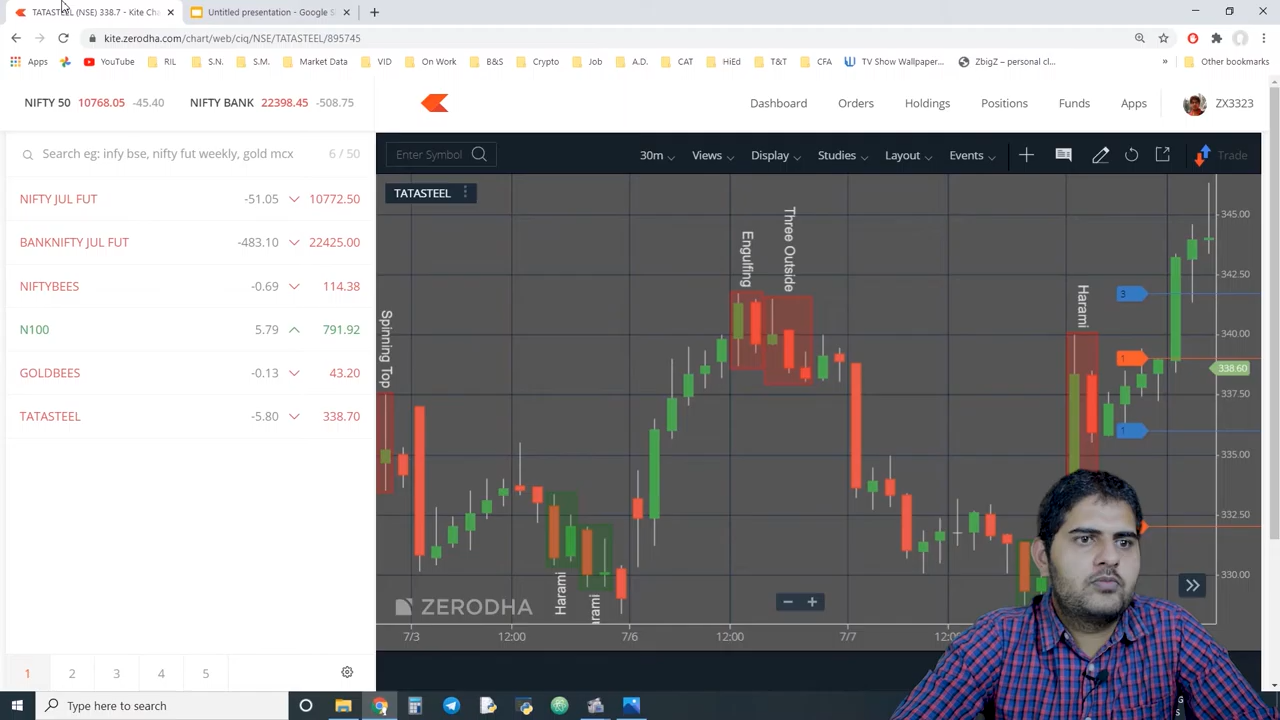 TATASTEEL (NSE) 338.7 - Kite Cha
Untitled presentation - Google Sl
kite.zerodha.com/chart/web/ciq/NSE/TATASTEEL/895745
Apps YouTube RIL S.N. S.M. Market Data VID On Work B&S Crypto Job A.D. CAT HiEd T&T CFA TV Show Wallpaper... ZbigZ – personal cl... » Other bookmarks
NIFTY 50 10768.05 -45.40 NIFTY BANK 22398.45 -508.75
Dashboard Orders Holdings Positions Funds Apps ZX3323
Search eg: infy bse, nifty fut weekly, gold mcx 6 / 50
Enter Symbol 30m Views Display Studies Layout Events Trade
NIFTY JUL FUT -51.05 10772.50
BANKNIFTY JUL FUT -483.10 22425.00
NIFTYBEES -0.69 114.38
N100 5.79 791.92
GOLDBEES -0.13 43.20
TATASTEEL -5.80 338.70
1 2 3 4 5
TATASTEEL
Spinning Top
Harami
arami
Engulfing
Three Outside
Harami
3
1
1
345.00
342.50
340.00
338.60
337.50
335.00
332.50
330.00
ZERODHA
− +
7/3 12:00 7/6 12:00 7/7 12:00
Type here to search